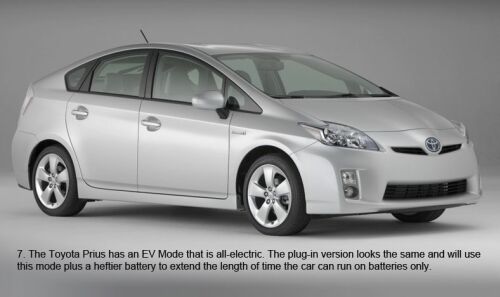 7. The Toyota Prius has an EV Mode that is all-electric. The plug-in version looks the same and will use
this mode plus a heftier battery to extend the length of time the car can run on batteries only.